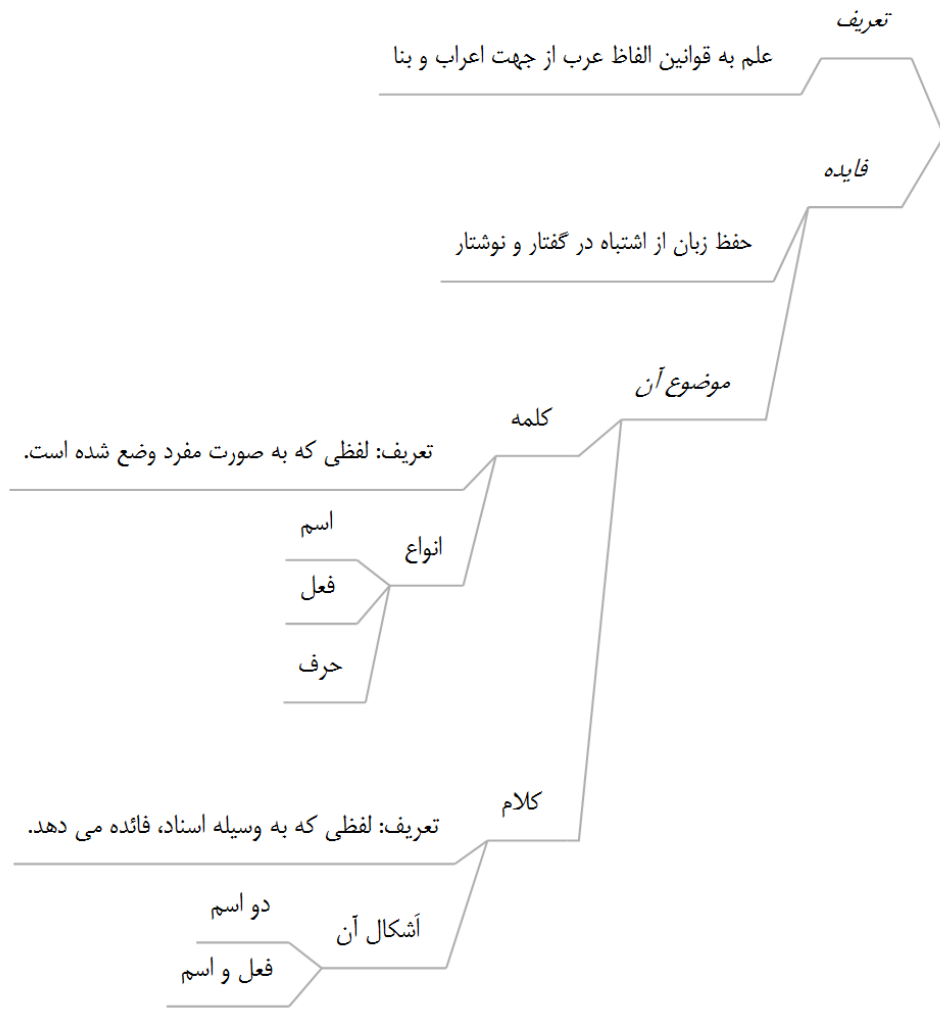 تعریف
علم به قوانین الفاظ عرب از جهت اعراب و بنا
فایده
حفظ زبان از اشتباه در گفتار و نوشتار
موضوع آن
کلمه
تعریف: لفظی که به صورت مفرد وضع شده است.
انواع
اسم
فعل
حرف
کلام
تعریف: لفظی که به وسیله اسناد، فائده می دهد.
اَشکال آن
دو اسم
فعل و اسم